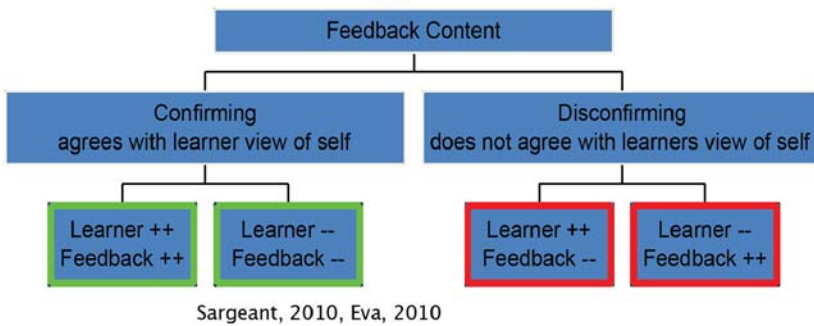 Feedback Content
Confirming
agrees with learner view of self
Disconfirming
does not agree with learners view of self
Learner ++
Feedback ++
Learner --
Feedback --
Learner ++
Feedback --
Learner --
Feedback ++
Sargeant, 2010, Eva, 2010